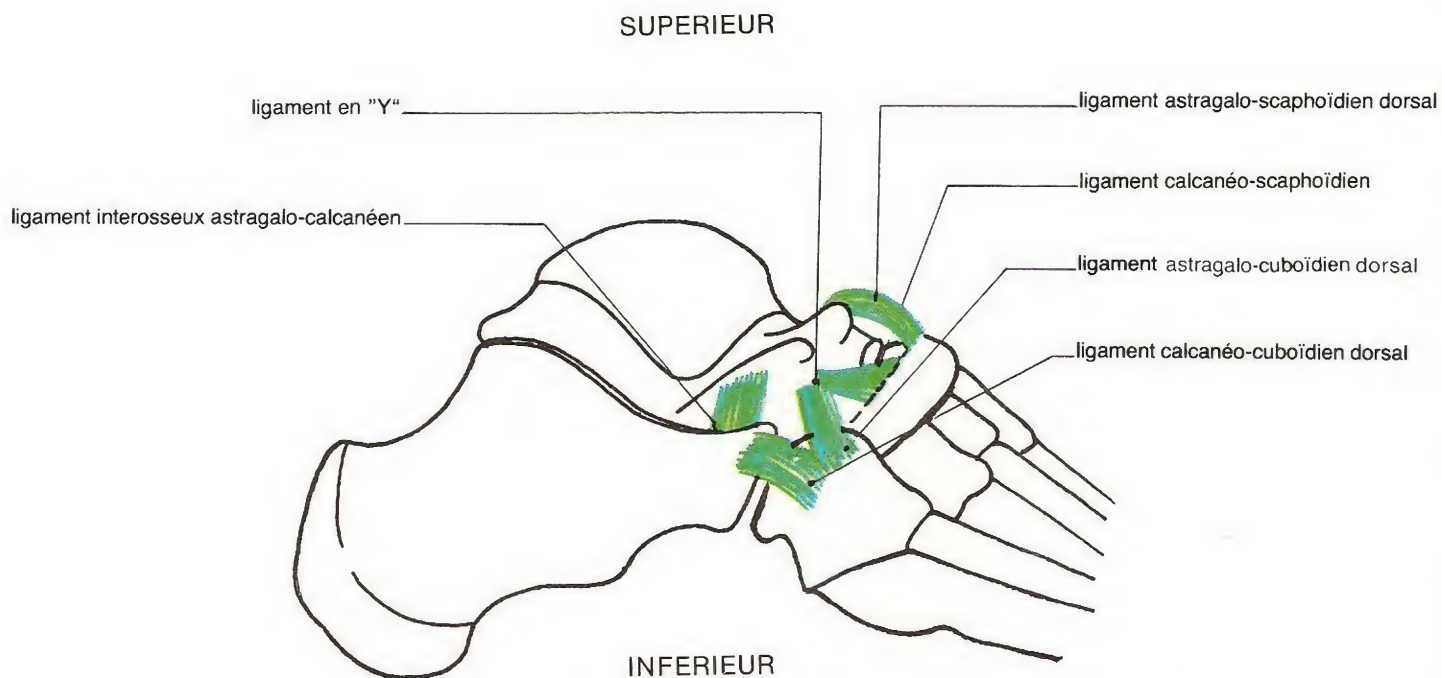 SUPERIEUR
ligament en "Y"
ligament astragalo-scaphoïdien dorsal
ligament calcanéo-scaphoïdien
ligament interosseux astragalo-calcanéen
ligament astragalo-cuboïdien dorsal
ligament calcanéo-cuboïdien dorsal
INFERIEUR